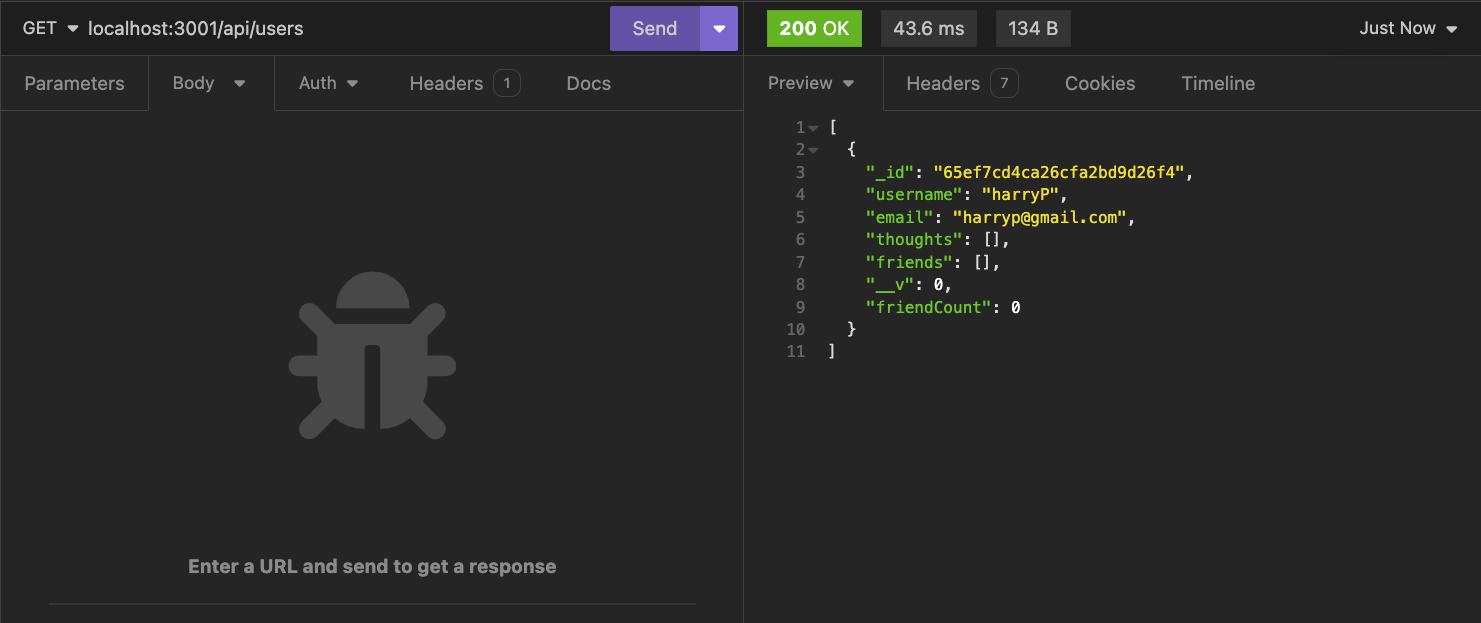 GET localhost:3001/api/users Send 200 OK 43.6 ms 134 B Just Now
Parameters Body Auth Headers 1 Docs Preview Headers 7 Cookies Timeline
1 [
2 {
3 "_id": "65ef7cd4ca26cfa2bd9d26f4",
4 "username": "harryP",
5 "email": "harryp@gmail.com",
6 "thoughts": [],
7 "friends": [],
8 "__v": 0,
9 "friendCount": 0
10 }
11 ]
Enter a URL and send to get a response